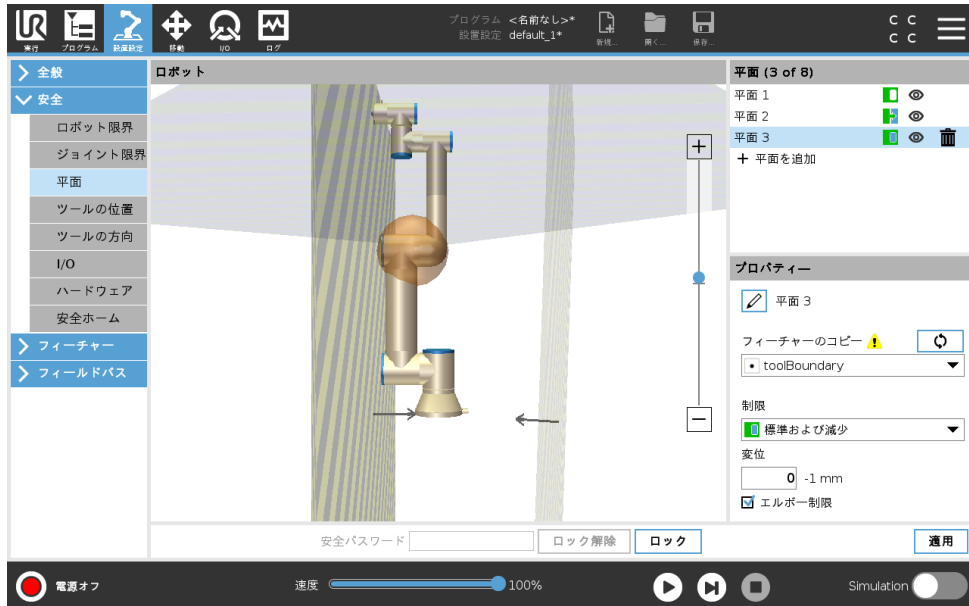 プログラム <名前なし>*
設置設定 default_1*
実行 プログラム 設置設定 移動 I/O ログ
新規... 開く... 保存...
C C
C C
全般
安全
ロボット限界
ジョイント限界
平面
ツールの位置
ツールの方向
I/O
ハードウェア
安全ホーム
フィーチャー
フィールドバス
ロボット
平面 (3 of 8)
平面 1
平面 2
平面 3
平面を追加
プロパティー
平面 3
フィーチャーのコピー
toolBoundary
制限
標準および減少
変位
0 -1 mm
エルボー制限
安全パスワード ロック解除 ロック 適用
電源オフ 速度 100% Simulation